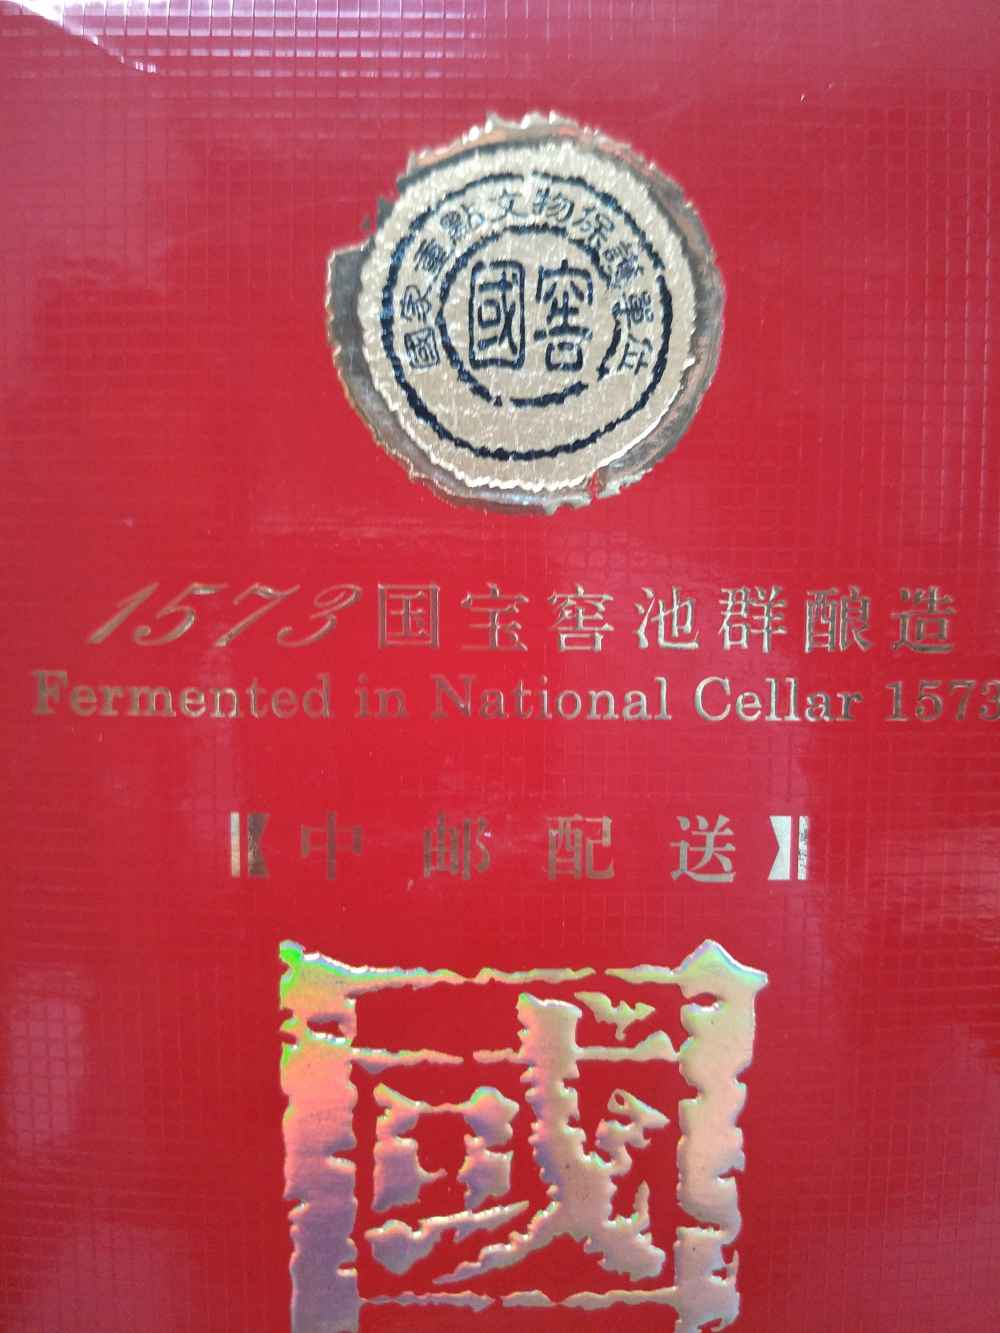 國家重點文物保護單位
國窖
1573国宝窖池群酿造
Fermented in National Cellar 1573
【中邮配送】
國